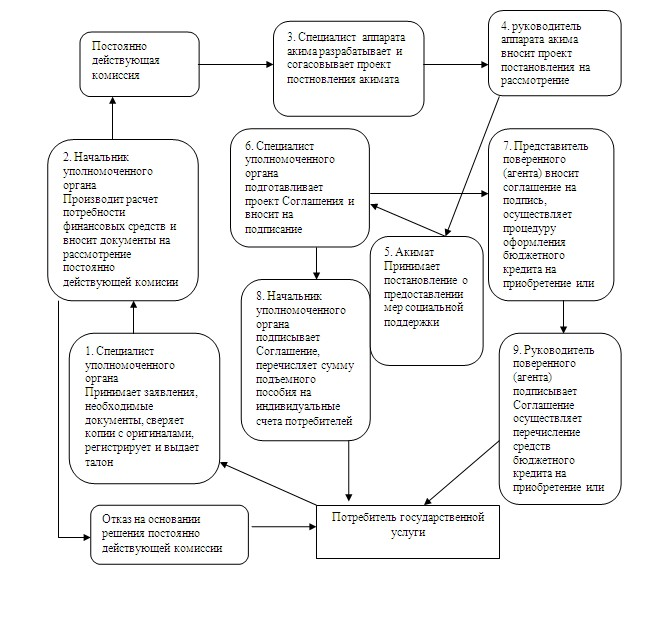 Постоянно
действующая
комиссия
3. Специалист аппарата
акима разрабатывает и
согасовывает проект
постновления акимата
4. руководитель
аппарата акима
вносит проект
постановления на
рассмотрение
2. Начальник
уполномоченого
органа
Производит расчет
потребности
финансовых средств и
вносит документы на
рассмотрение
постоянно
действующей комисии
6. Специалист
уполномоченного
органа
подготавливает
проект Соглашения и
вносит на
подписание
7. Представитель
поверенного
(агента) вносит
соглашение на
подпись,
осуществляет
процедуру
оформления
бюджетного
кредита на
приобретение или
5. Акимат
Принимает
постановление о
предоставлении
мер социальной
поддержки
8. Начальник
уполномоченного
органа
подписывает
Соглашение,
перечисляет сумму
подъемного
пособия на
индивидуальные
счета потребителей
1. Специалист
уполномоченного
органа
Принимает заявления,
необходимые
документы, сверяет
копии с оригиналами,
регистрирует и выдает
талон
9. Руководитель
поверенного
(агента)
подписывает
Соглашение
осуществляет
перечисление
средств
бюджетного
кредита на
приобретение или
Отказ на основании
решения постоянно
действующей комиссии
Потребитель государственной
услуги